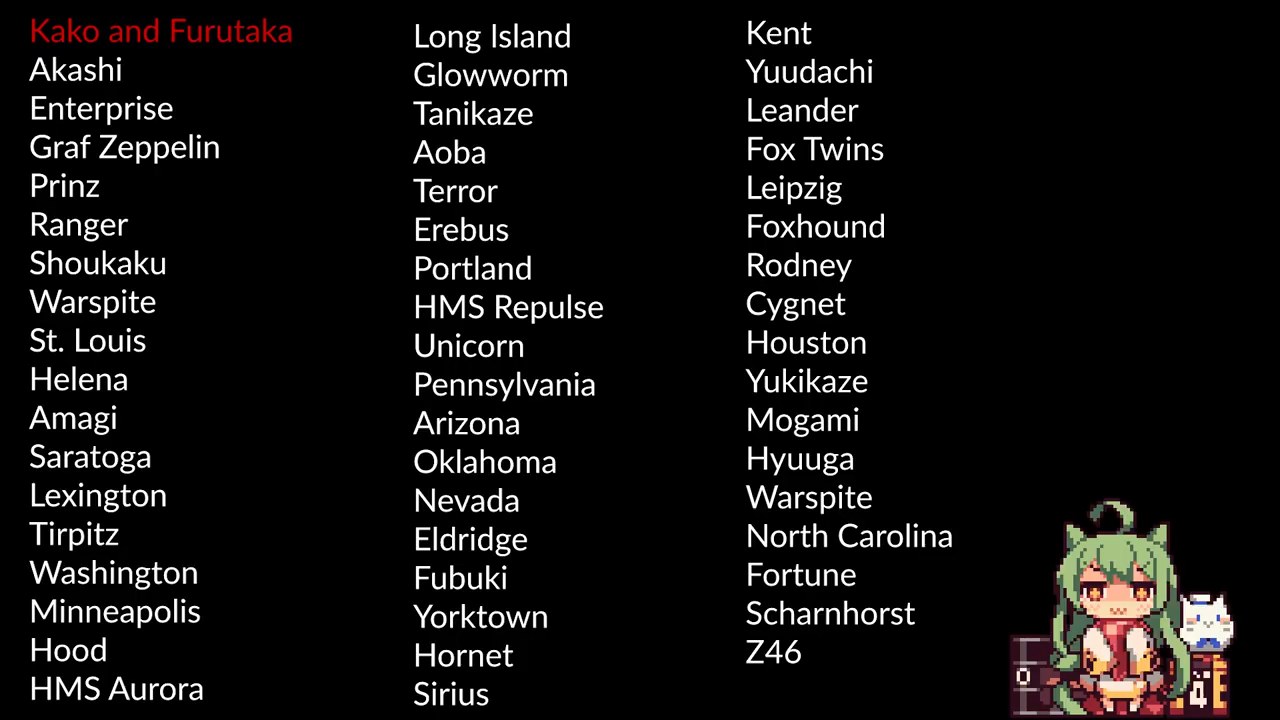 Kako and Furutaka
Akashi
Enterprise
Graf Zeppelin
Prinz
Ranger
Shoukaku
Warspite
St. Louis
Helena
Amagi
Saratoga
Lexington
Tirpitz
Washington
Minneapolis
Hood
HMS Aurora
Long Island
Glowworm
Tanikaze
Aoba
Terror
Erebus
Portland
HMS Repulse
Unicorn
Pennsylvania
Arizona
Oklahoma
Nevada
Eldridge
Fubuki
Yorktown
Hornet
Sirius
Kent
Yuudachi
Leander
Fox Twins
Leipzig
Foxhound
Rodney
Cygnet
Houston
Yukikaze
Mogami
Hyuuga
Warspite
North Carolina
Fortune
Scharnhorst
Z46
0
4E